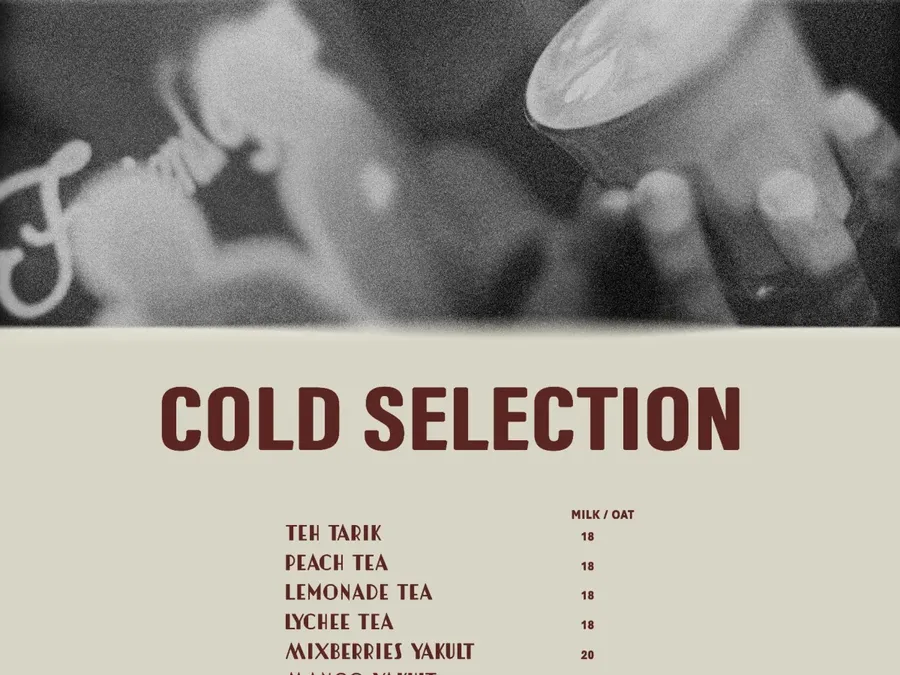 COLD SELECTION
MILK / OAT
TEH TARIK 18
PEACH TEA 18
LEMONADE TEA 18
LYCHEE TEA 18
MIXBERRIES YAKULT 20